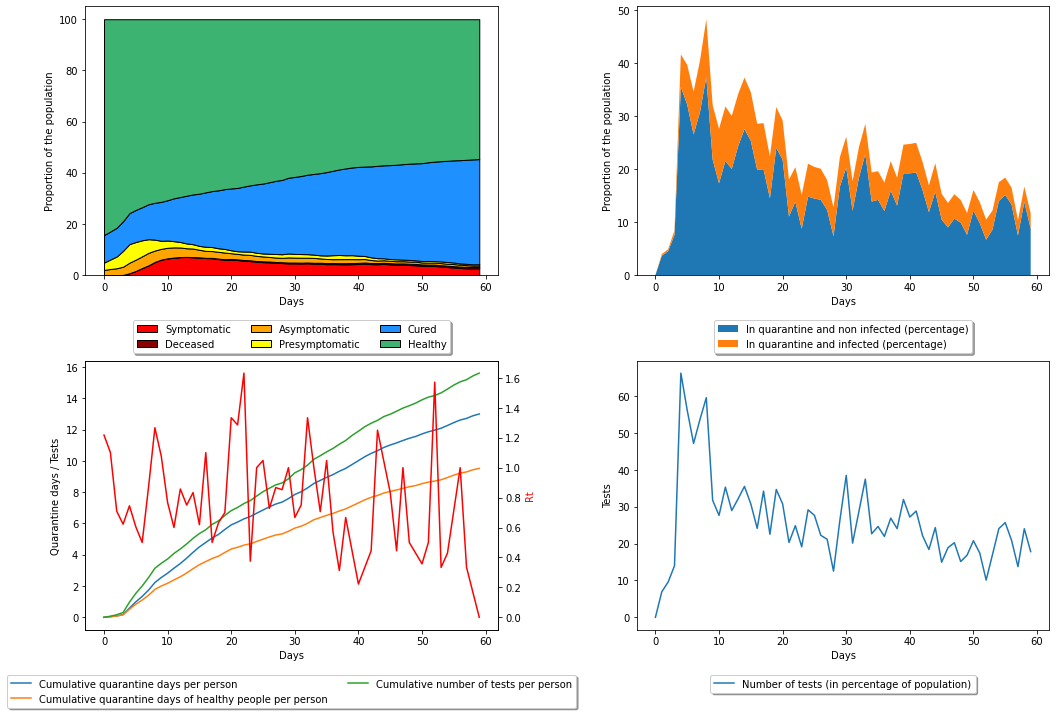 100
80
60
40
20
0
Proportion of the population
0 10 20 30 40 50 60
Days
Symptomatic Asymptomatic Cured
Deceased Presymptomatic Healthy
50
40
30
20
10
0
Proportion of the population
0 10 20 30 40 50 60
Days
In quarantine and non infected (percentage)
In quarantine and infected (percentage)
16
14
12
10
8
6
4
2
0
Quarantine days / Tests
1.6
1.4
1.2
1.0
0.8
0.6
0.4
0.2
0.0
Rt
0 10 20 30 40 50 60
Days
Cumulative quarantine days per person Cumulative number of tests per person
Cumulative quarantine days of healthy people per person
60
50
40
30
20
10
0
Tests
0 10 20 30 40 50 60
Days
Number of tests (in percentage of population)